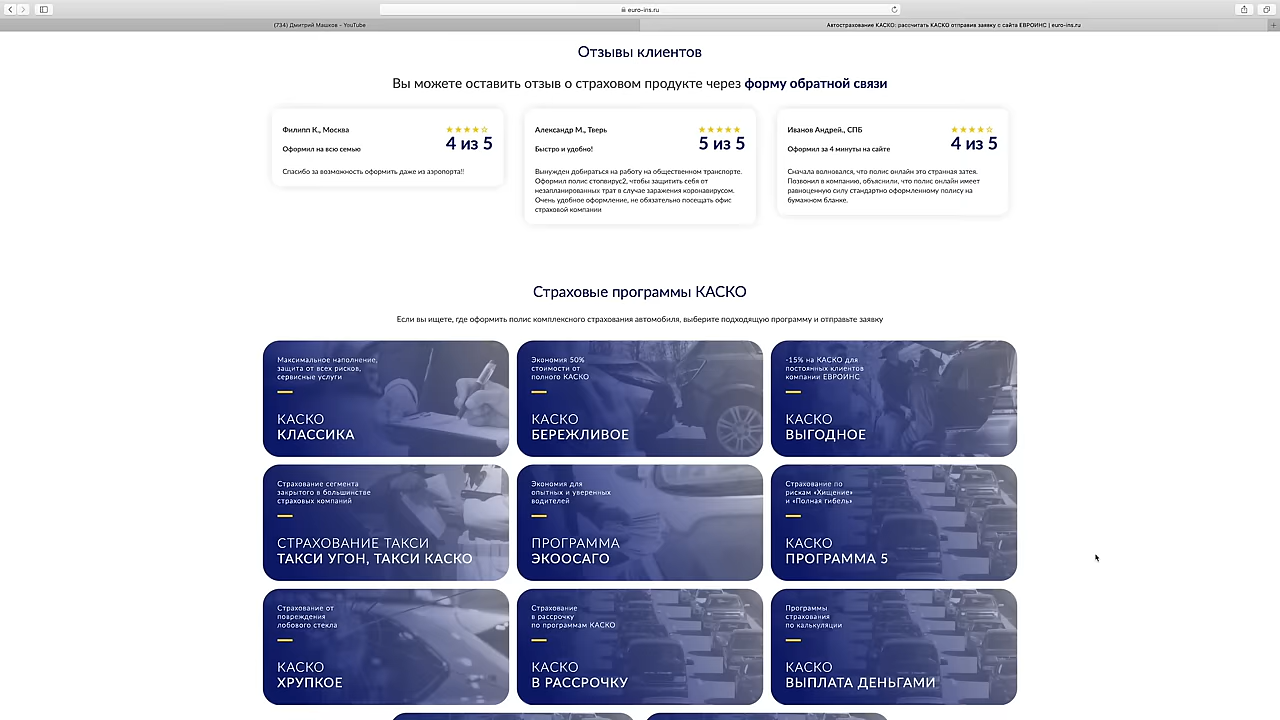 euro-ins.ru
(734) Дмитрий Машков - YouTube
Автострахование КАСКО: рассчитать КАСКО отправив заявку с сайта ЕВРОИНС | euro-ins.ru
Отзывы клиентов
Вы можете оставить отзыв о страховом продукте через форму обратной связи
Филипп К., Москва
4 из 5
Оформил на всю семью
Спасибо за возможность оформить даже из аэропорта!!
Александр М., Тверь
5 из 5
Быстро и удобно!
Вынужден добираться на работу на общественном транспорте.
Оформил полис стопвирус2, чтобы защитить себя от
незапланированных трат в случае заражения коронавирусом.
Очень удобное оформление, не обязательно посещать офис
страховой компании
Иванов Андрей., СПБ
4 из 5
Оформил за 4 минуты на сайте
Сначала волновался, что полис онлайн это странная затея.
Позвонил в компанию, объяснили, что полис онлайн имеет
равноценную силу стандартно оформленному полису на
бумажном бланке.
Страховые программы КАСКО
Если вы ищете, где оформить полис комплексного страхования автомобиля, выберите подходящую программу и отправьте заявку
Максимальное наполнение,
защита от всех рисков,
сервисные услуги
КАСКО
КЛАССИКА
Экономия 50%
стоимости от
полного КАСКО
КАСКО
БЕРЕЖЛИВОЕ
-15% на КАСКО для
постоянных клиентов
компании ЕВРОИНС
КАСКО
ВЫГОДНОЕ
Страхование сегмента
закрытого в большинстве
страховых компаний
СТРАХОВАНИЕ ТАКСИ
ТАКСИ УГОН, ТАКСИ КАСКО
Экономия для
опытных и уверенных
водителей
ПРОГРАММА
ЭКООСАГО
Страхование по
рискам «Хищение»
и «Полная гибель»
КАСКО
ПРОГРАММА 5
Страхование от
повреждения
лобового стекла
КАСКО
ХРУПКОЕ
Страхование
в рассрочку
по программам КАСКО
КАСКО
В РАССРОЧКУ
Программы
страхования
по калькуляции
КАСКО
ВЫПЛАТА ДЕНЬГАМИ